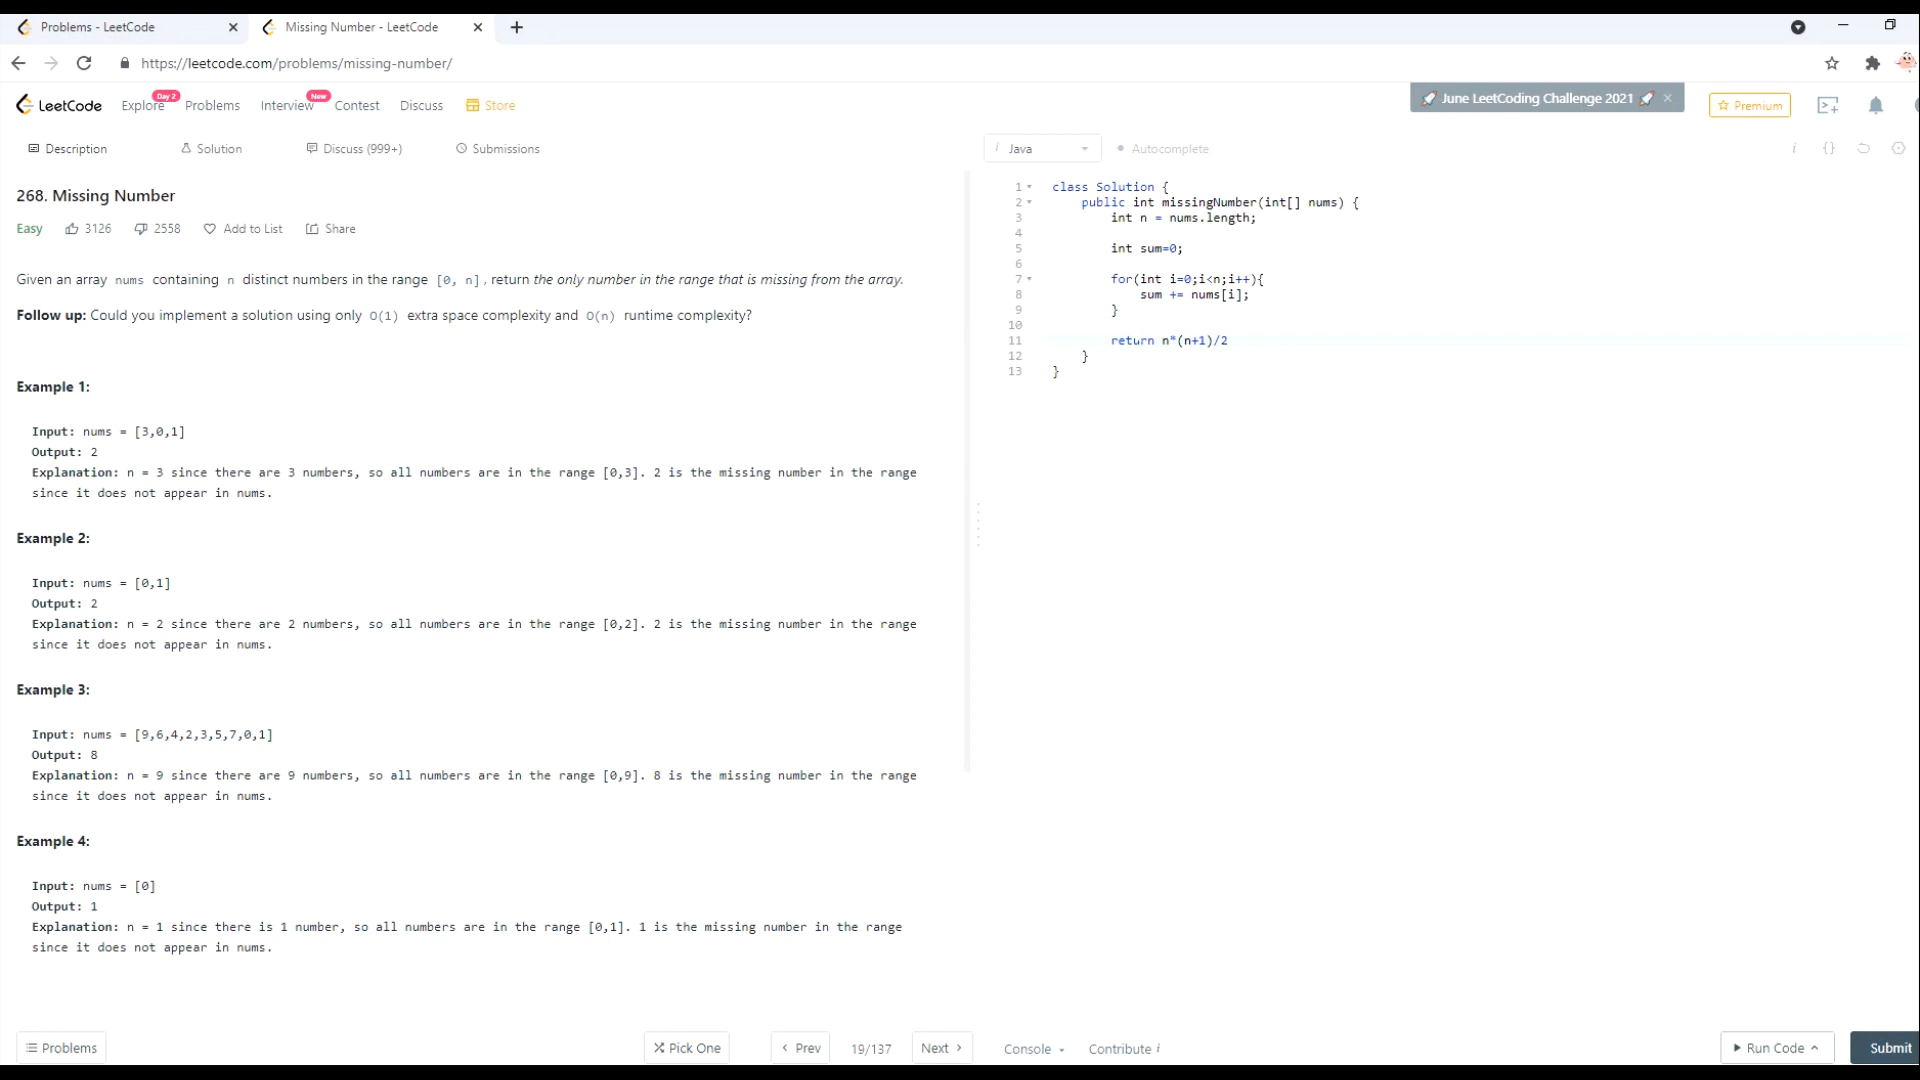 Problems - LeetCode
Missing Number - LeetCode
https://leetcode.com/problems/missing-number/
LeetCode
Explore
Day 2
Problems
Interview
New
Contest
Discuss
Store
June LeetCoding Challenge 2021
Premium
Description
Solution
Discuss (999+)
Submissions
i Java
Autocomplete
268. Missing Number
Easy 3126 2558 Add to List Share
Given an array nums containing n distinct numbers in the range [0, n], return the only number in the range that is missing from the array.
Follow up: Could you implement a solution using only O(1) extra space complexity and O(n) runtime complexity?
Example 1:
Input: nums = [3,0,1]
Output: 2
Explanation: n = 3 since there are 3 numbers, so all numbers are in the range [0,3]. 2 is the missing number in the range
since it does not appear in nums.
Example 2:
Input: nums = [0,1]
Output: 2
Explanation: n = 2 since there are 2 numbers, so all numbers are in the range [0,2]. 2 is the missing number in the range
since it does not appear in nums.
Example 3:
Input: nums = [9,6,4,2,3,5,7,0,1]
Output: 8
Explanation: n = 9 since there are 9 numbers, so all numbers are in the range [0,9]. 8 is the missing number in the range
since it does not appear in nums.
Example 4:
Input: nums = [0]
Output: 1
Explanation: n = 1 since there is 1 number, so all numbers are in the range [0,1]. 1 is the missing number in the range
since it does not appear in nums.
1 class Solution {
2 public int missingNumber(int[] nums) {
3 int n = nums.length;
4
5 int sum=0;
6
7 for(int i=0;i<n;i++){
8 sum += nums[i];
9 }
10
11 return n*(n+1)/2
12 }
13 }
Problems
Pick One
Prev
19/137
Next
Console
Contribute i
Run Code
Submit